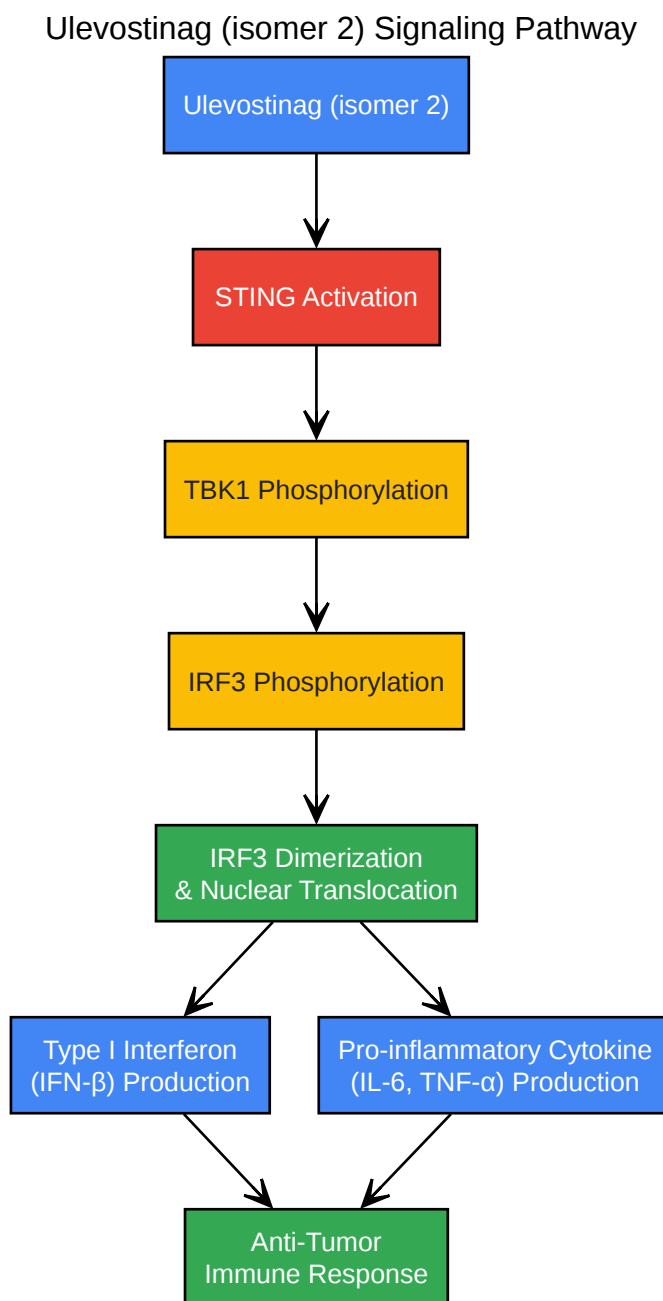 Ulevostinag (isomer 2) Signaling Pathway
Ulevostinag (isomer 2)
STING Activation
TBK1 Phosphorylation
IRF3 Phosphorylation
IRF3 Dimerization
& Nuclear Translocation
Type I Interferon
(IFN-β) Production
Pro-inflammatory Cytokine
(IL-6, TNF-α) Production
Anti-Tumor
Immune Response